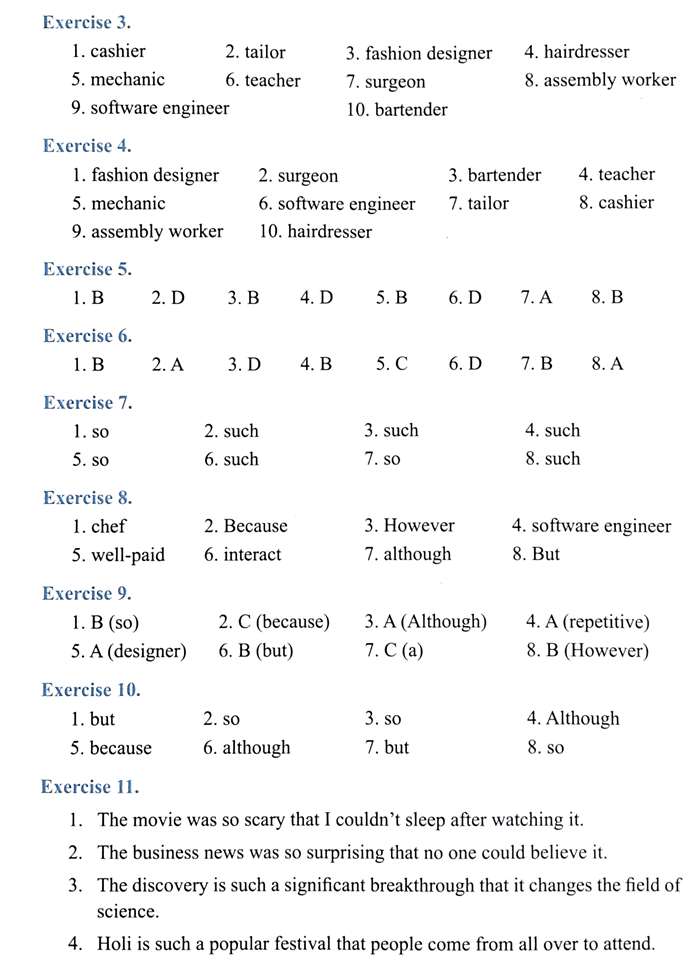 Exercise 3.
1. cashier 2. tailor 3. fashion designer 4. hairdresser
5. mechanic 6. teacher 7. surgeon 8. assembly worker
9. software engineer 10. bartender
Exercise 4.
1. fashion designer 2. surgeon 3. bartender 4. teacher
5. mechanic 6. software engineer 7. tailor 8. cashier
9. assembly worker 10. hairdresser
Exercise 5.
1. B 2. D 3. B 4. D 5. B 6. D 7. A 8. B
Exercise 6.
1. B 2. A 3. D 4. B 5. C 6. D 7. B 8. A
Exercise 7.
1. so 2. such 3. such 4. such
5. so 6. such 7. so 8. such
Exercise 8.
1. chef 2. Because 3. However 4. software engineer
5. well-paid 6. interact 7. although 8. But
Exercise 9.
1. B (so) 2. C (because) 3. A (Although) 4. A (repetitive)
5. A (designer) 6. B (but) 7. C (a) 8. B (However)
Exercise 10.
1. but 2. so 3. so 4. Although
5. because 6. although 7. but 8. so
Exercise 11.
1. The movie was so scary that I couldn't sleep after watching it.
2. The business news was so surprising that no one could believe it.
3. The discovery is such a significant breakthrough that it changes the field of
science.
4. Holi is such a popular festival that people come from all over to attend.